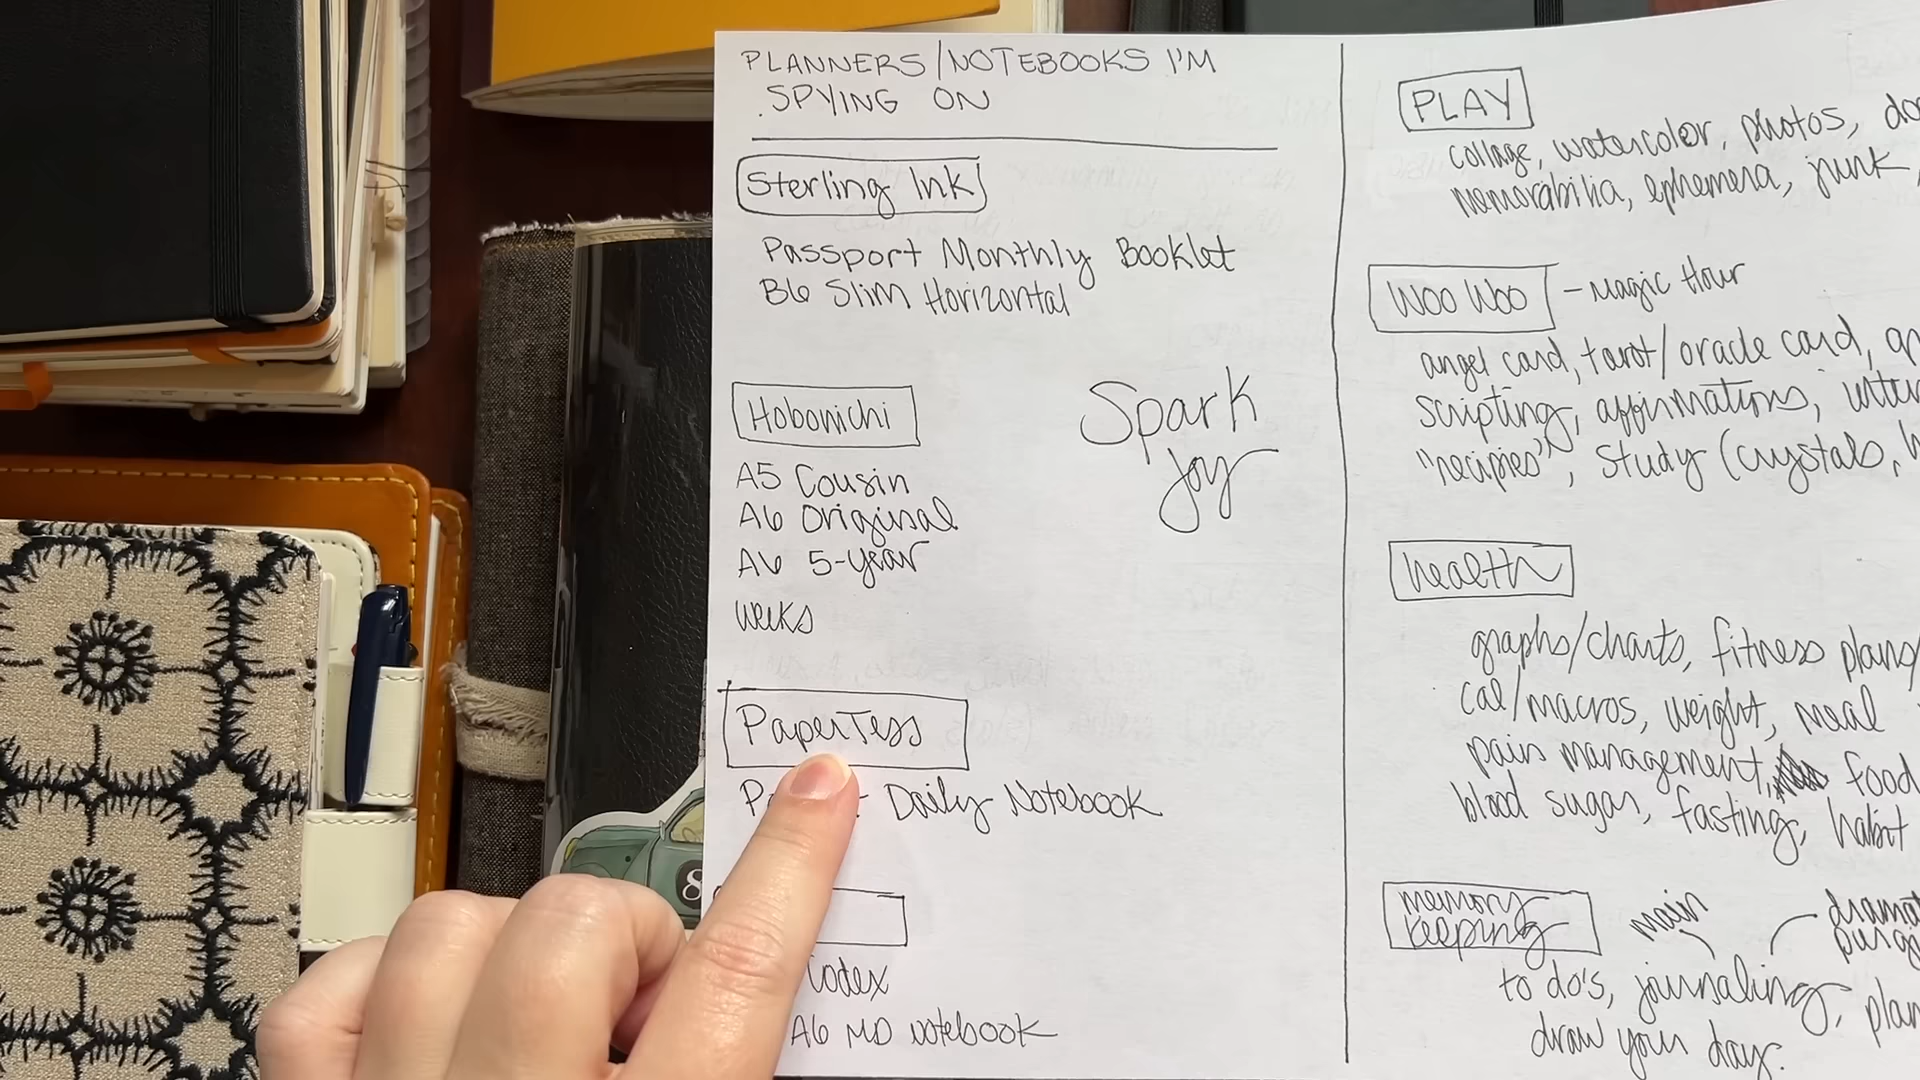 PLANNERS/NOTEBOOKS I'M
SPYING ON
Sterling Ink
Passport Monthly Booklet
B6 Slim Horizontal
Hobonichi
A5 Cousin
A6 Original
A6 5-year
Weeks
Spark
Joy
PaperTess
Daily Notebook
Codex
A6 MD notebook
PLAY
collage, watercolor, photos,
memorabilia, ephemera, junk,
Woo Woo - Magic Hour
angel card, tarot/oracle card,
scripting, affirmations,
"recipies", Study (crystals,
health
graphs/charts, fitness plans/
cal/macros, weight, meal
pain management, food
blood sugar, fasting, habit
memory
keeping
main
to do's, journaling,
draw your day.
8